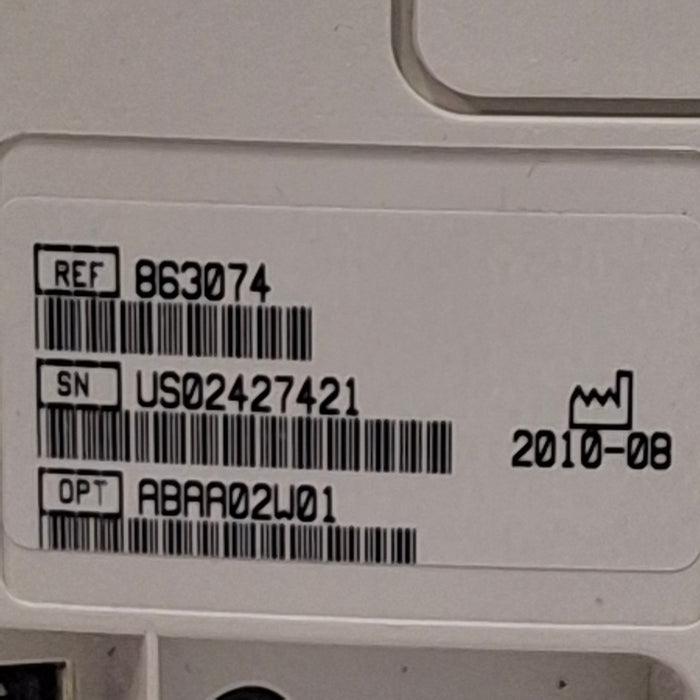 REF 863074
SN US02427421
2010-08
OPT ABAA02W01